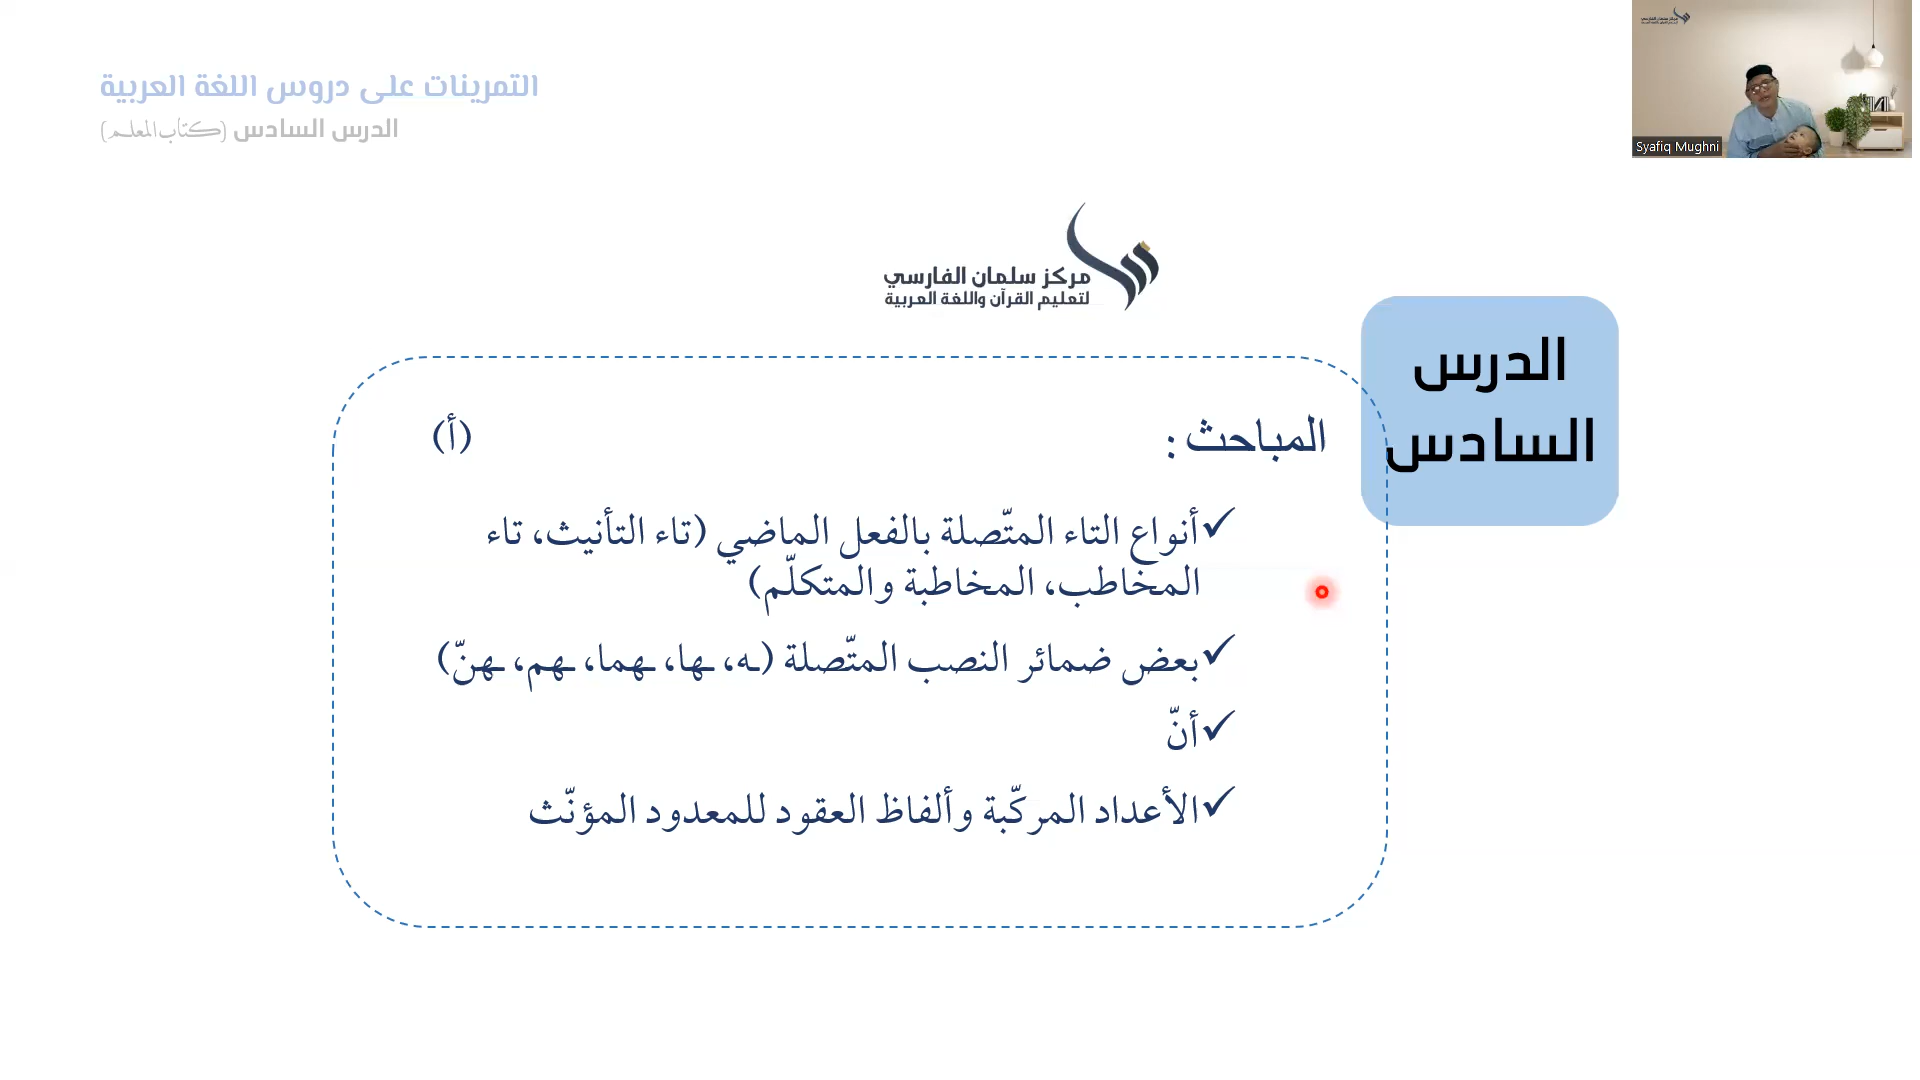 التمرينات على دروس اللغة العربية
الدرس السادس (كتاب المعلم)
Syafiq Mughni
مركز سلمان الفارسي
لتعليم القرآن واللغة العربية
الدرس
السادس
المباحث : (أ)
✓أنواع التاء المتّصلة بالفعل الماضي (تاء التأنيث، تاء
المخاطب، المخاطبة والمتكلّم)
✓بعض ضمائر النصب المتّصلة (ـه، ـها، ـهما، ـهم، ـهنّ)
✓أنّ
✓الأعداد المركّبة وألفاظ العقود للمعدود المؤنّث